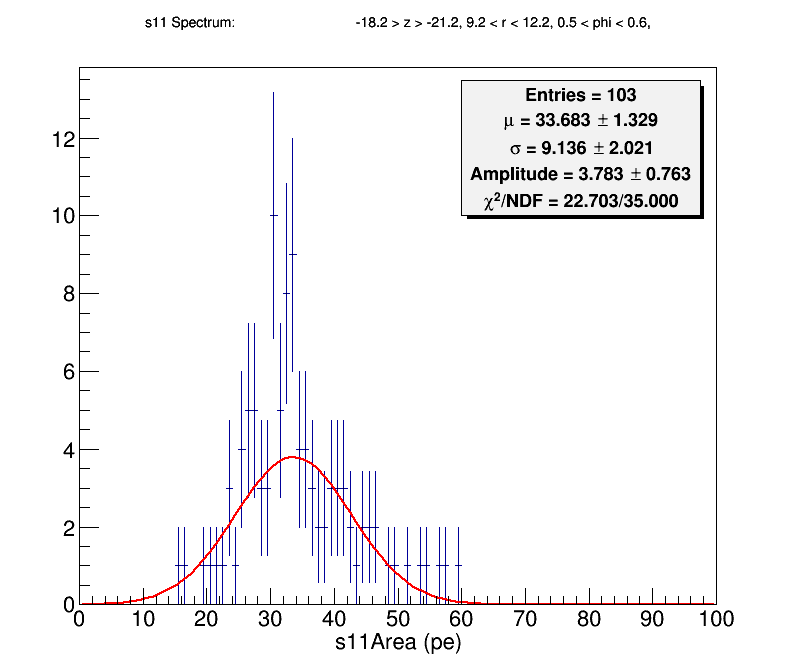 s11 Spectrum: -18.2 > z > -21.2, 9.2 < r < 12.2, 0.5 < phi < 0.6,
Entries = 103
μ = 33.683 ± 1.329
σ = 9.136 ± 2.021
Amplitude = 3.783 ± 0.763
χ²/NDF = 22.703/35.000
12
10
8
6
4
2
0
0 10 20 30 40 50 60 70 80 90 100
s11Area (pe)